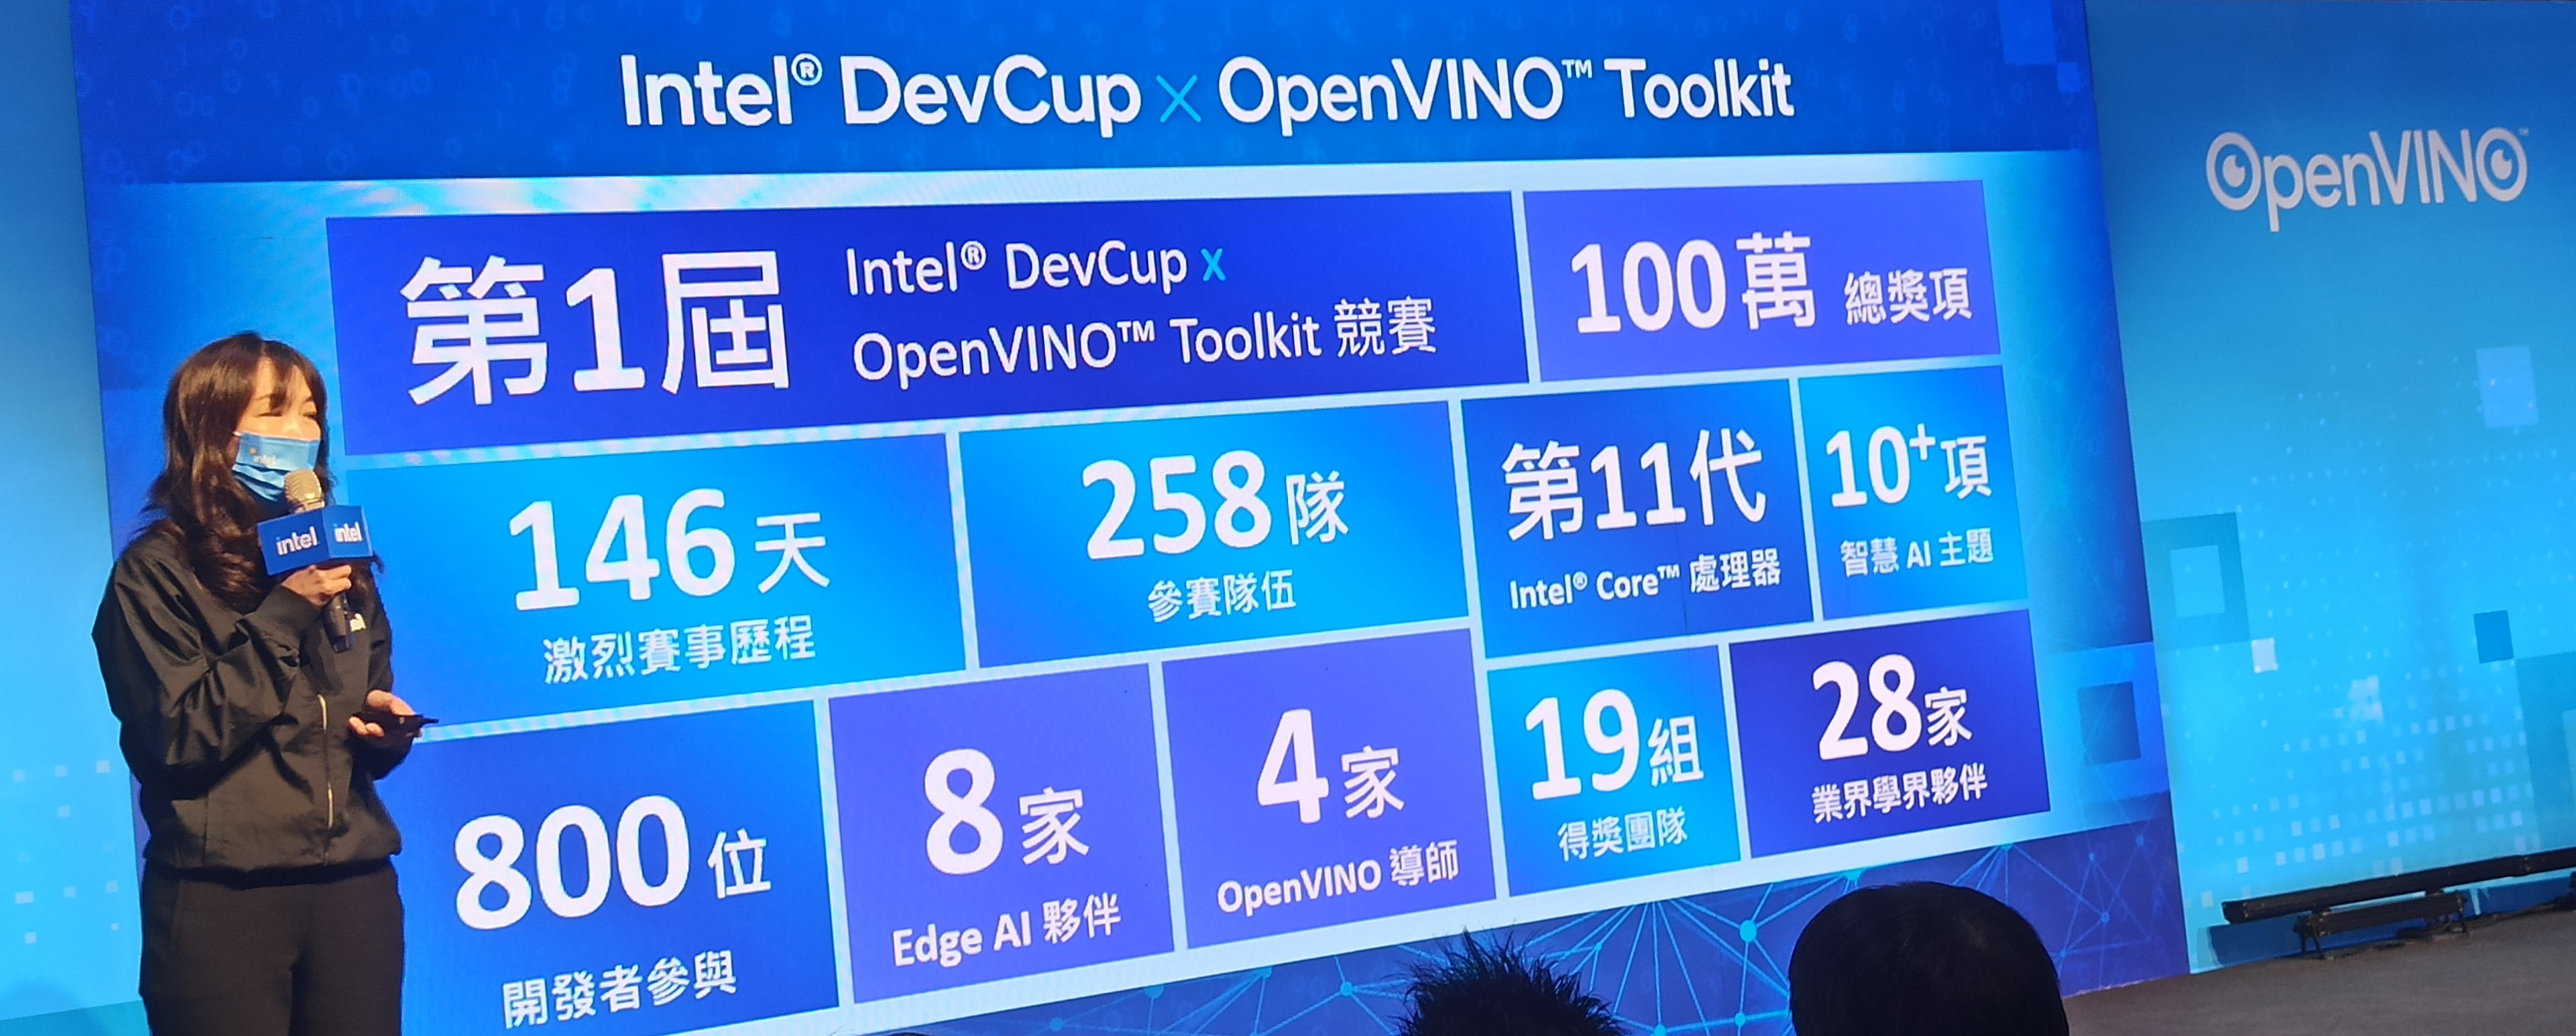 Intel® DevCup x OpenVINO™ Toolkit
OpenVINO™
第1屆
Intel® DevCup x
OpenVINO™ Toolkit 競賽
100萬 總獎項
146天
激烈賽事歷程
258隊
參賽隊伍
第11代
Intel® Core™ 處理器
10+項
智慧 AI 主題
800位
開發者參與
8家
Edge AI 夥伴
4家
OpenVINO 導師
19組
得獎團隊
28家
業界學界夥伴
intel
intel
intel